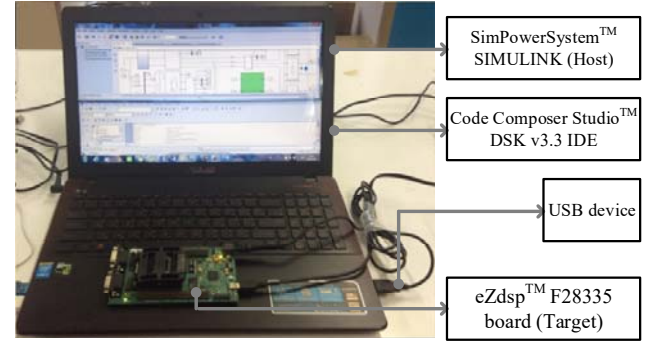 SimPowerSystem™
SIMULINK (Host)
Code Composer Studio™
DSK v3.3 IDE
USB device
eZdsp™ F28335
board (Target)